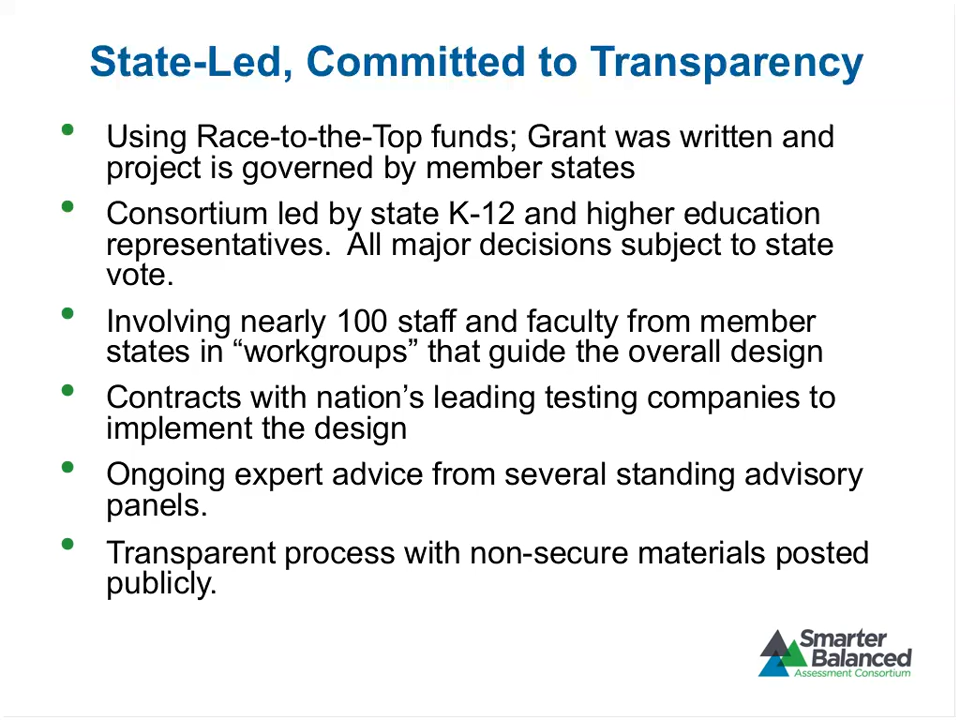 State-Led, Committed to Transparency
• Using Race-to-the-Top funds; Grant was written and
project is governed by member states
• Consortium led by state K-12 and higher education
representatives.  All major decisions subject to state
vote.
• Involving nearly 100 staff and faculty from member
states in “workgroups” that guide the overall design
• Contracts with nation’s leading testing companies to
implement the design
• Ongoing expert advice from several standing advisory
panels.
• Transparent process with non-secure materials posted
publicly.
Smarter
Balanced
Assessment Consortium